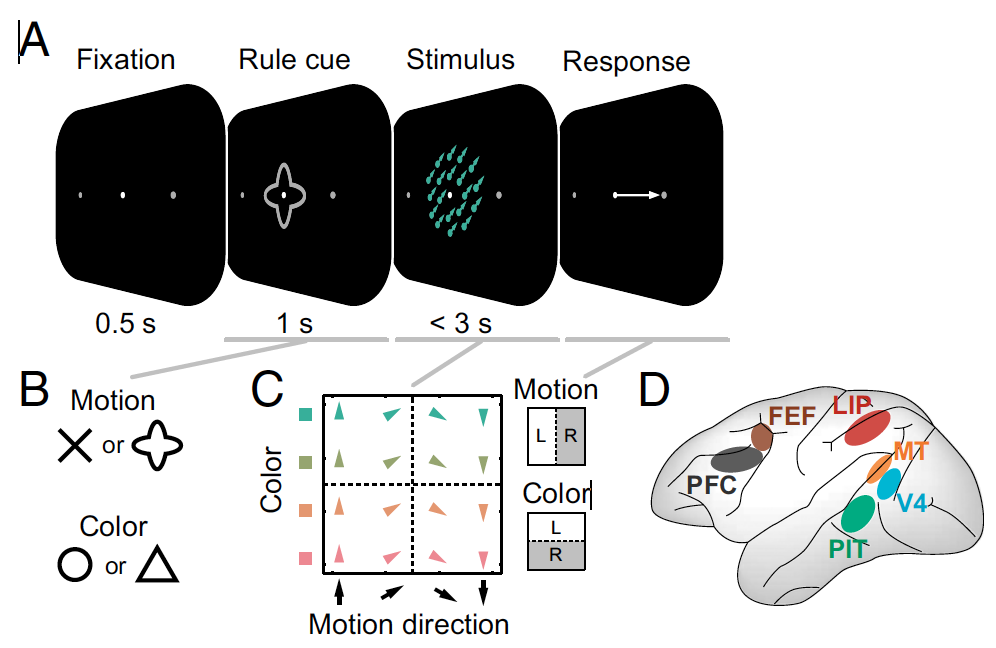 A
Fixation
Rule cue
Stimulus
Response
0.5 s
1 s
< 3 s
B
Motion
or
Color
or
C
Color
Motion direction
Motion
L R
Color
L
R
D
FEF
LIP
PFC
MT
V4
PIT